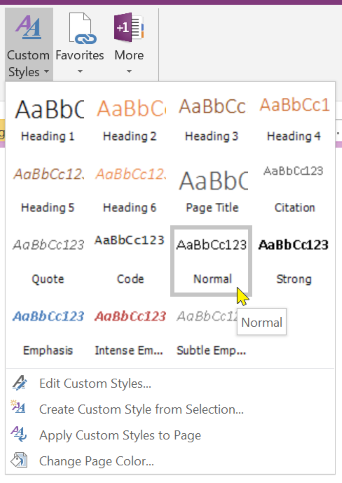 Custom Styles Favorites More
AaBbC AaBbC AaBbCc AaBbCc1
Heading 1 Heading 2 Heading 3 Heading 4
AaBbCc12 AaBbCc12 AaBbC AaBbCc123
Heading 5 Heading 6 Page Title Citation
AaBbCc123 AaBbCc123 AaBbCc123 AaBbCc123
Quote Code Normal Strong
AaBbCc123 AaBbCc123 AaBbCc12
Normal
Emphasis Intense Em... Subtle Emp...
Edit Custom Styles...
Create Custom Style from Selection...
Apply Custom Styles to Page
Change Page Color...